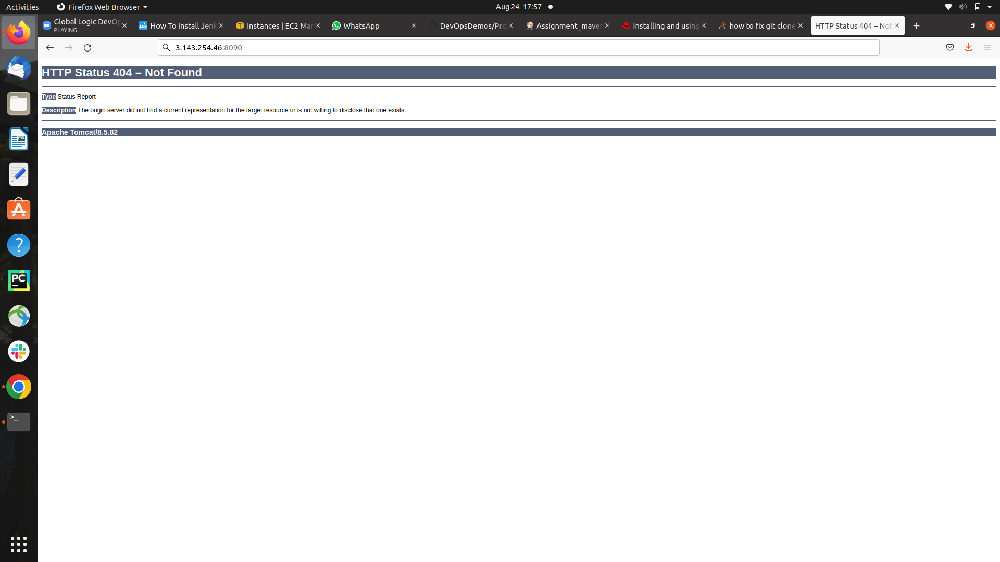 Activities
Firefox Web Browser
Aug 24 17:57
Global Logic DevOp
PLAYING
How To Install Jenk
Instances | EC2 Man
WhatsApp
DevOpsDemos/Pro
Assignment_maven
Installing and using
how to fix git clone
HTTP Status 404 – Not
3.143.254.46:8090
HTTP Status 404 – Not Found
Type Status Report
Description The origin server did not find a current representation for the target resource or is not willing to disclose that one exists.
Apache Tomcat/8.5.82
PC
>_